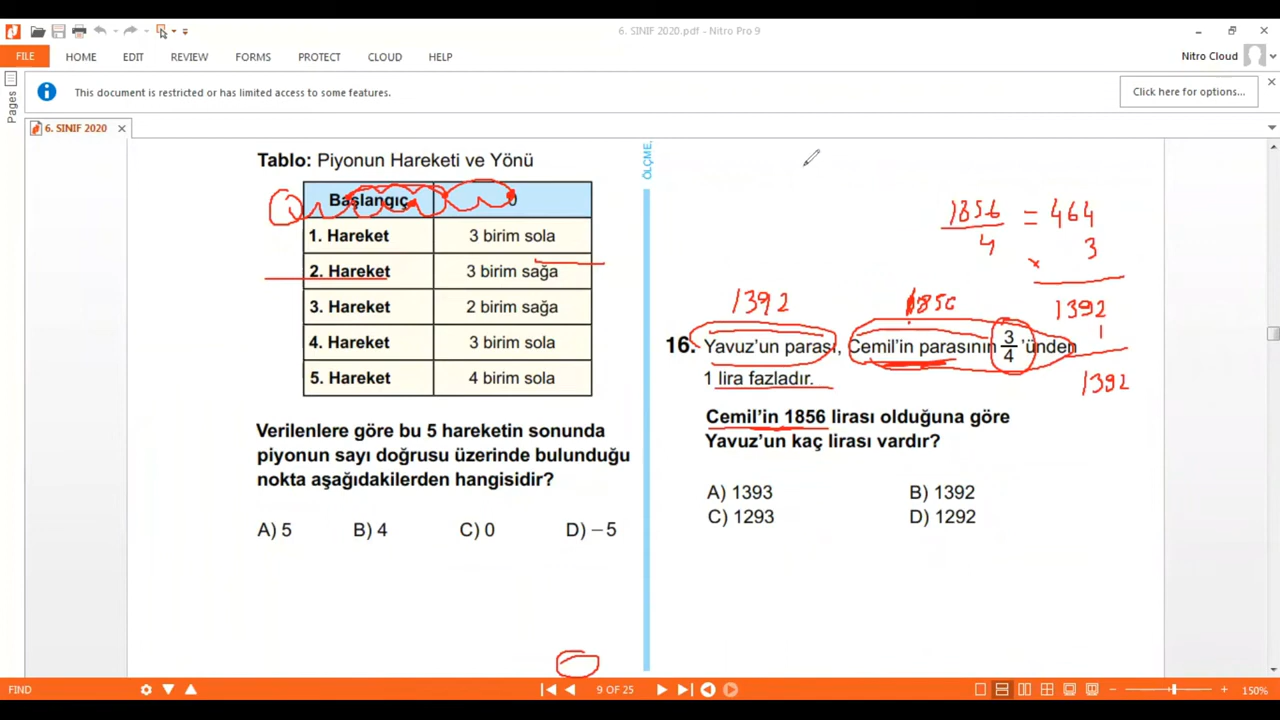 6. SINIF 2020.pdf - Nitro Pro 9
FILE
HOME
EDIT
REVIEW
FORMS
PROTECT
CLOUD
HELP
Nitro Cloud
This document is restricted or has limited access to some features.
Click here for options...
Pages
6. SINIF 2020
Tablo: Piyonun Hareketi ve Yönü
Başlangıç 0
1. Hareket 3 birim sola
2. Hareket 3 birim sağa
3. Hareket 2 birim sağa
4. Hareket 3 birim sola
5. Hareket 4 birim sola
Verilenlere göre bu 5 hareketin sonunda
piyonun sayı doğrusu üzerinde bulunduğu
nokta aşağıdakilerden hangisidir?
A) 5 B) 4 C) 0 D) −5
ÖLÇME,
1856/4 = 464
x 3
1392
1
1392
1392 1856
16. Yavuz'un parası, Cemil'in parasının 3/4 'ünden
1 lira fazladır.
Cemil'in 1856 lirası olduğuna göre
Yavuz'un kaç lirası vardır?
A) 1393 B) 1392
C) 1293 D) 1292
FIND
9 OF 25
150%